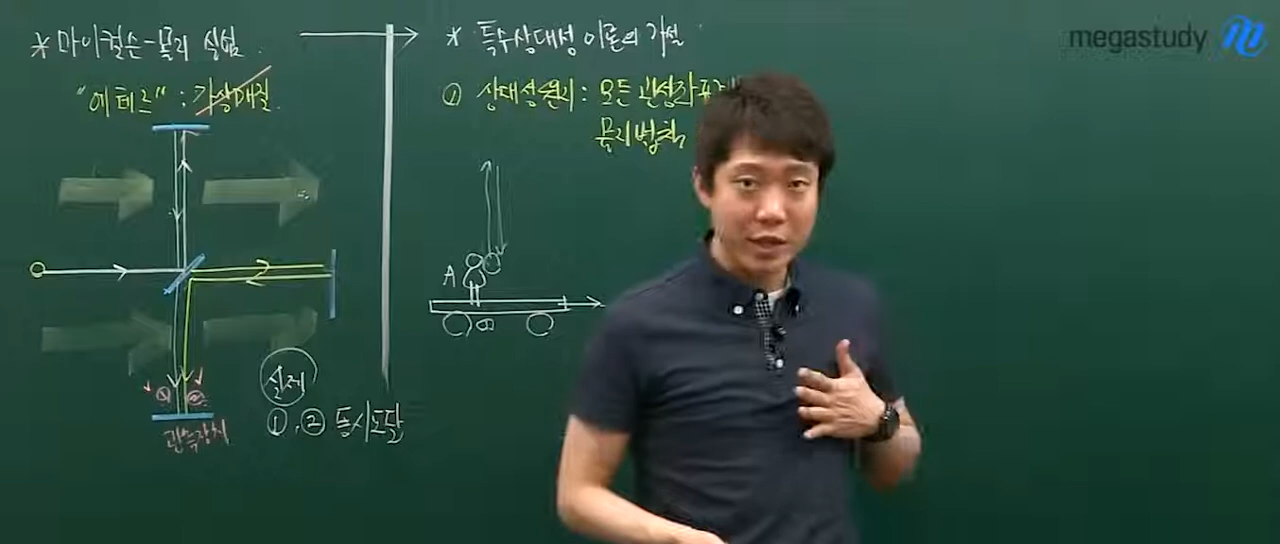 * 마이컬슨-몰리 실험
"에테르" : 가상매질
실제
①, ② 동시도달
① ②
관측장치
* 특수상대성 이론의 가설
① 상대성원리 : 모든 관성좌표계
물리법칙
A
megastudy